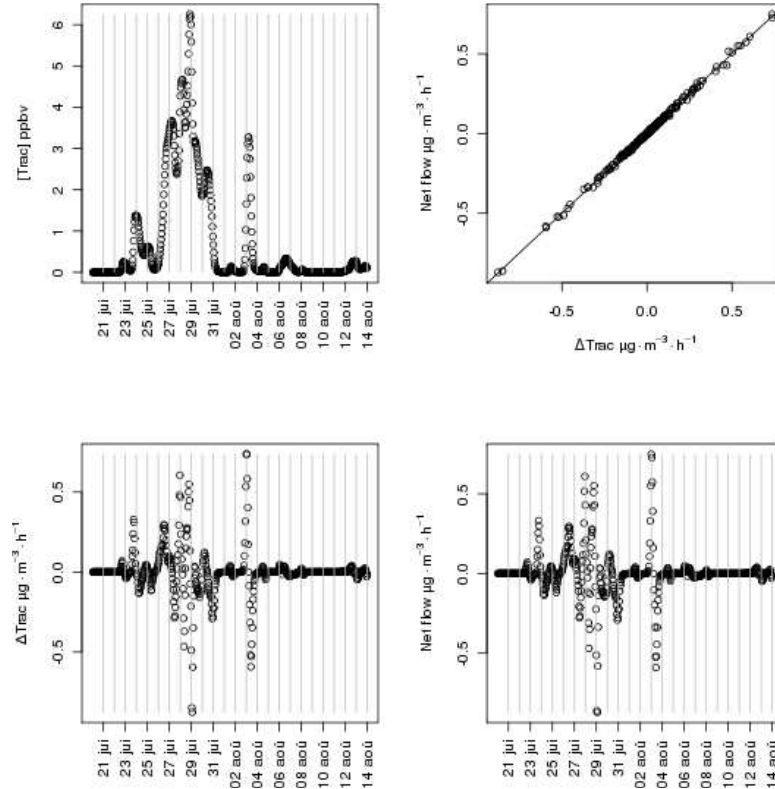 [Trac] ppbv
0 1 2 3 4 5 6
21 jui 23 jui 25 jui 27 jui 29 jui 31 jui 02 aoû 04 aoû 06 aoû 08 aoû 10 aoû 12 aoû 14 aoû
Net flow µg · m⁻³ · h⁻¹
-0.5 0.0 0.5
-0.5 0.0 0.5
ΔTrac µg · m⁻³ · h⁻¹
ΔTrac µg · m⁻³ · h⁻¹
-0.5 0.0 0.5
21 jui 23 jui 25 jui 27 jui 29 jui 31 jui 02 aoû 04 aoû 06 aoû 08 aoû 10 aoû 12 aoû 14 aoû
Net flow µg · m⁻³ · h⁻¹
-0.5 0.0 0.5
21 jui 23 jui 25 jui 27 jui 29 jui 31 jui 02 aoû 04 aoû 06 aoû 08 aoû 10 aoû 12 aoû 14 aoû